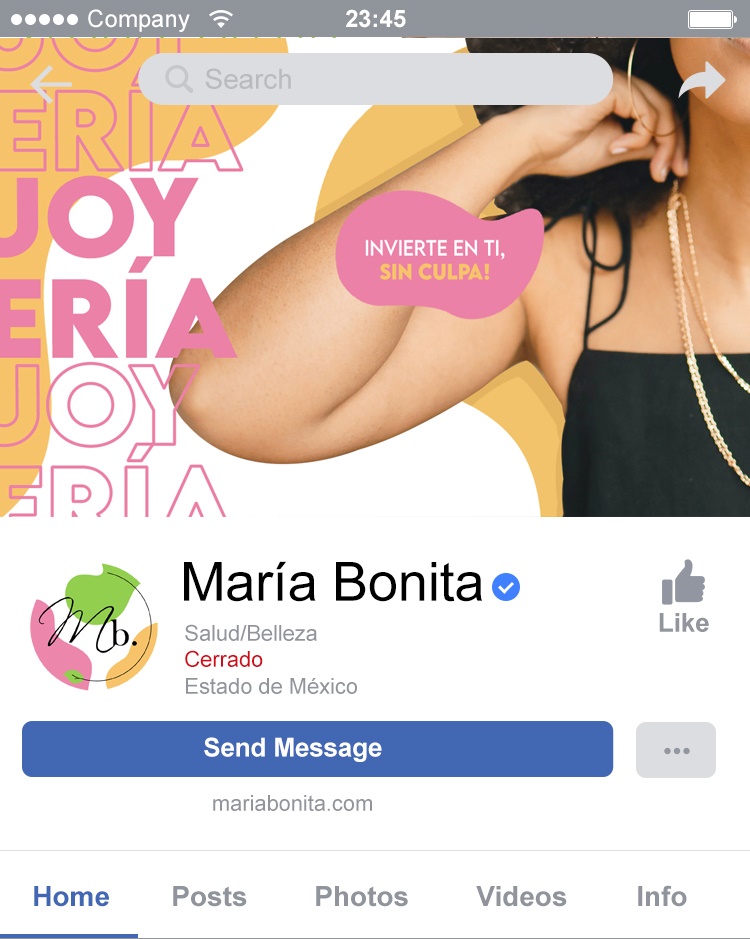 Company 23:45
JOY
Search
ERÍA
JOY
ERÍA
JOY
ERÍA
INVIERTE EN TI,
SIN CULPA!
Mb.
María Bonita
Salud/Belleza
Cerrado
Estado de México
Like
Send Message
mariabonita.com
Home Posts Photos Videos Info